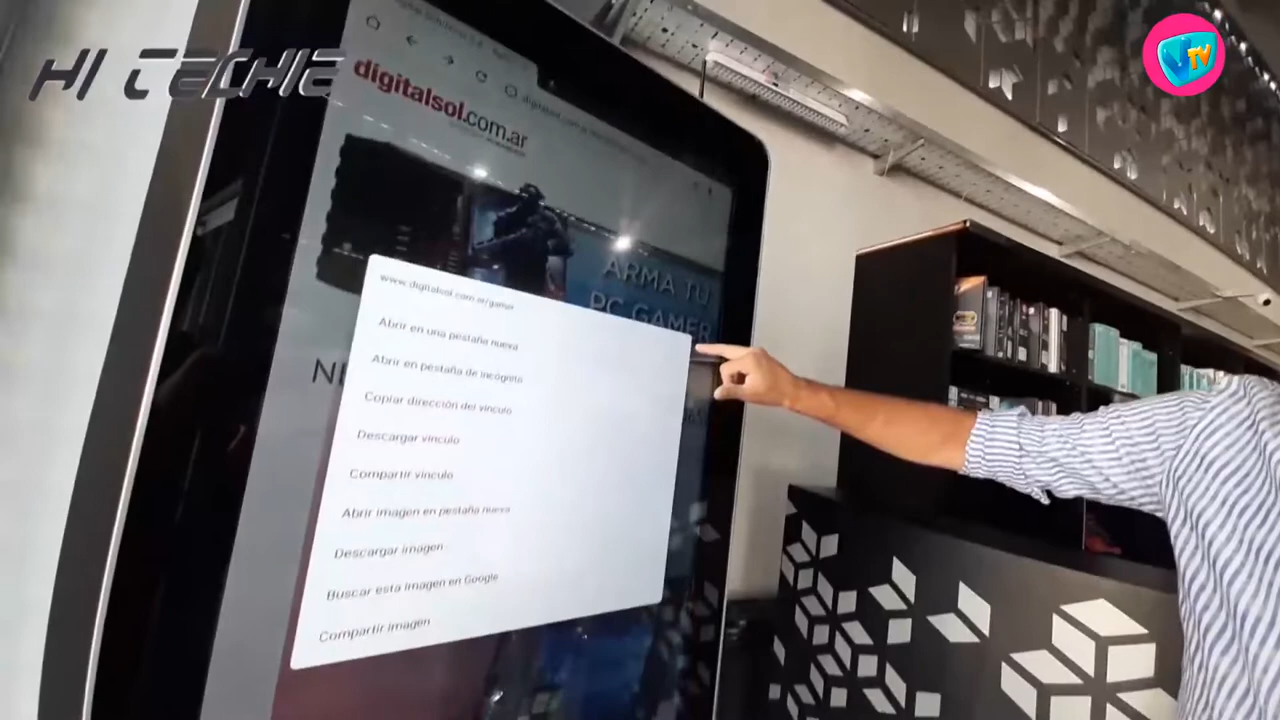 HI TECHIE
TV
digitalsol.com.ar
ARMA TU
PC GAMER
www.digitalsol.com.ar/gamer
Abrir en una pestaña nueva
Abrir en pestaña de incógnito
Copiar dirección del vínculo
Descargar vínculo
Compartir vínculo
Abrir imagen en pestaña nueva
Descargar imagen
Buscar esta imagen en Google
Compartir imagen